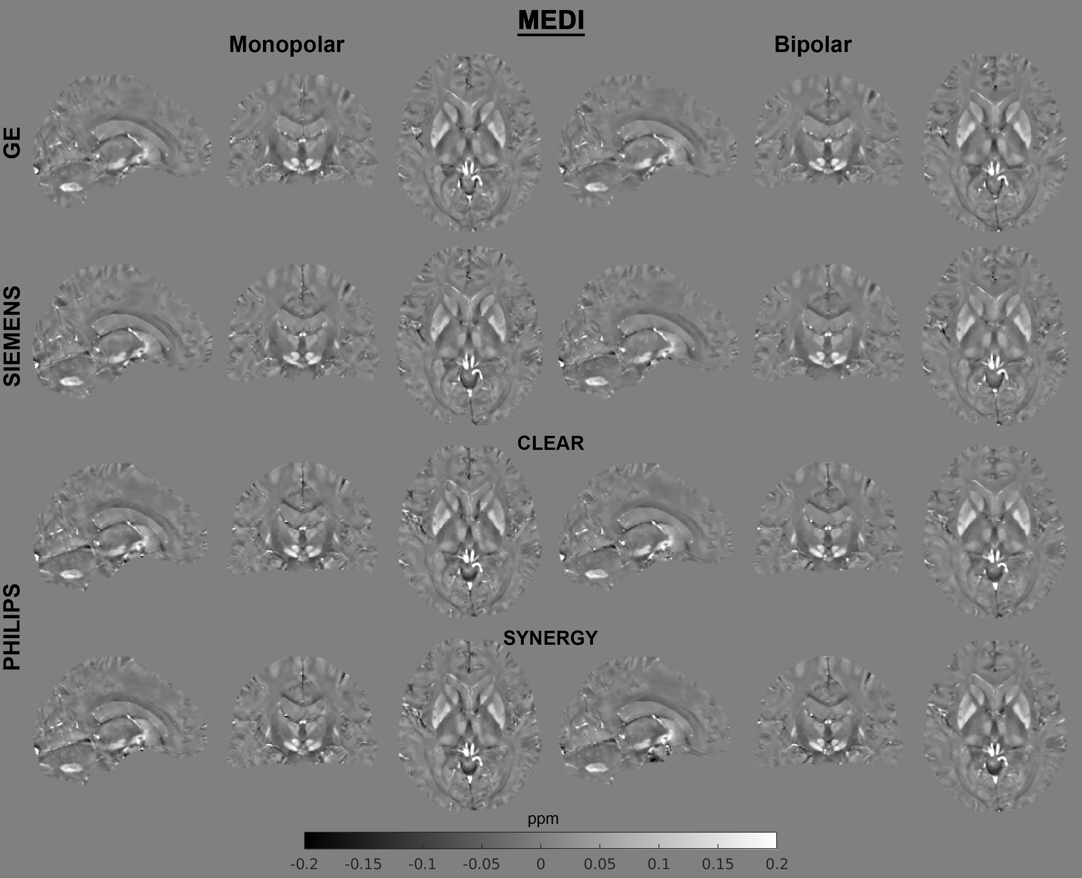 MEDI
Monopolar
Bipolar
GE
SIEMENS
CLEAR
PHILIPS
SYNERGY
ppm
-0.2 -0.15 -0.1 -0.05 0 0.05 0.1 0.15 0.2